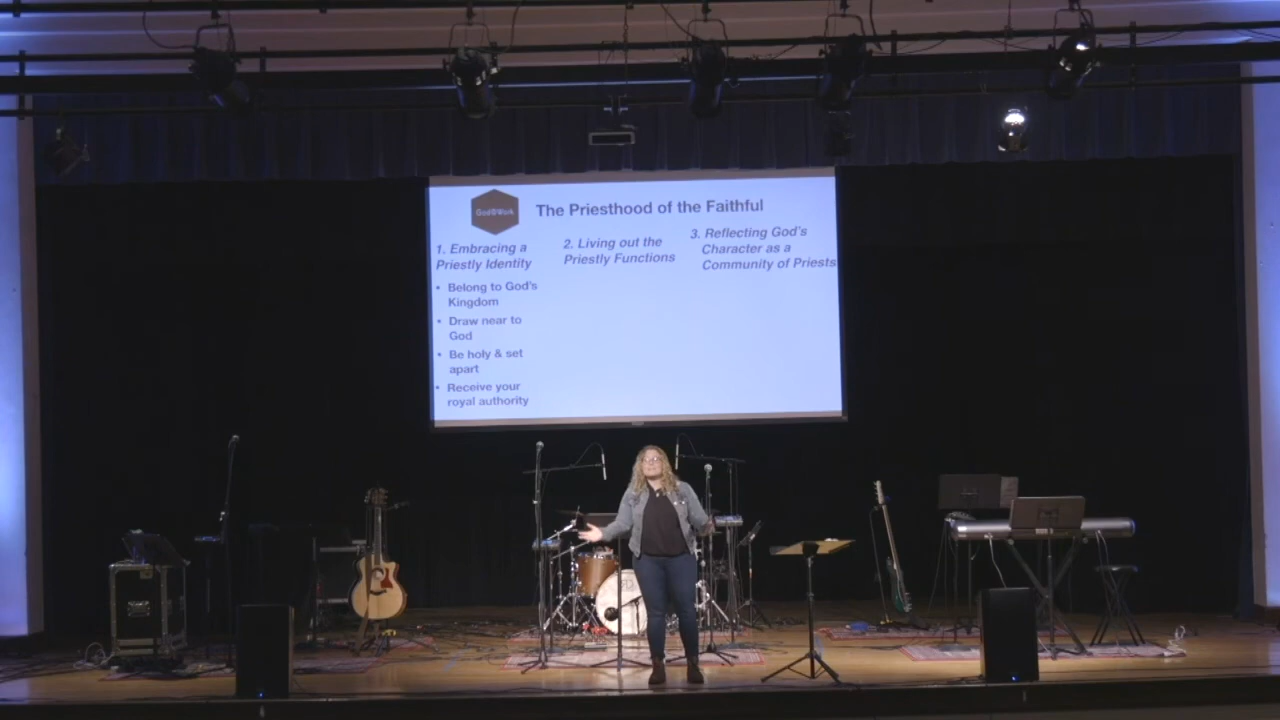 God@Work
The Priesthood of the Faithful
1. Embracing a
Priestly Identity
• Belong to God's
Kingdom
• Draw near to
God
• Be holy & set
apart
• Receive your
royal authority
2. Living out the
Priestly Functions
3. Reflecting God's
Character as a
Community of Priests